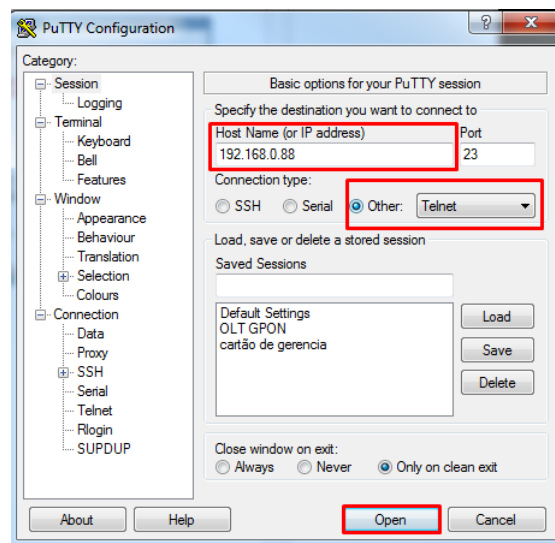 PuTTY Configuration
Category:
Session
Logging
Terminal
Keyboard
Bell
Features
Window
Appearance
Behaviour
Translation
Selection
Colours
Connection
Data
Proxy
SSH
Serial
Telnet
Rlogin
SUPDUP
Basic options for your PuTTY session
Specify the destination you want to connect to
Host Name (or IP address) Port
192.168.0.88 23
Connection type:
SSH Serial Other: Telnet
Load, save or delete a stored session
Saved Sessions
Default Settings
OLT GPON
cartão de gerencia
Load
Save
Delete
Close window on exit:
Always Never Only on clean exit
About Help Open Cancel